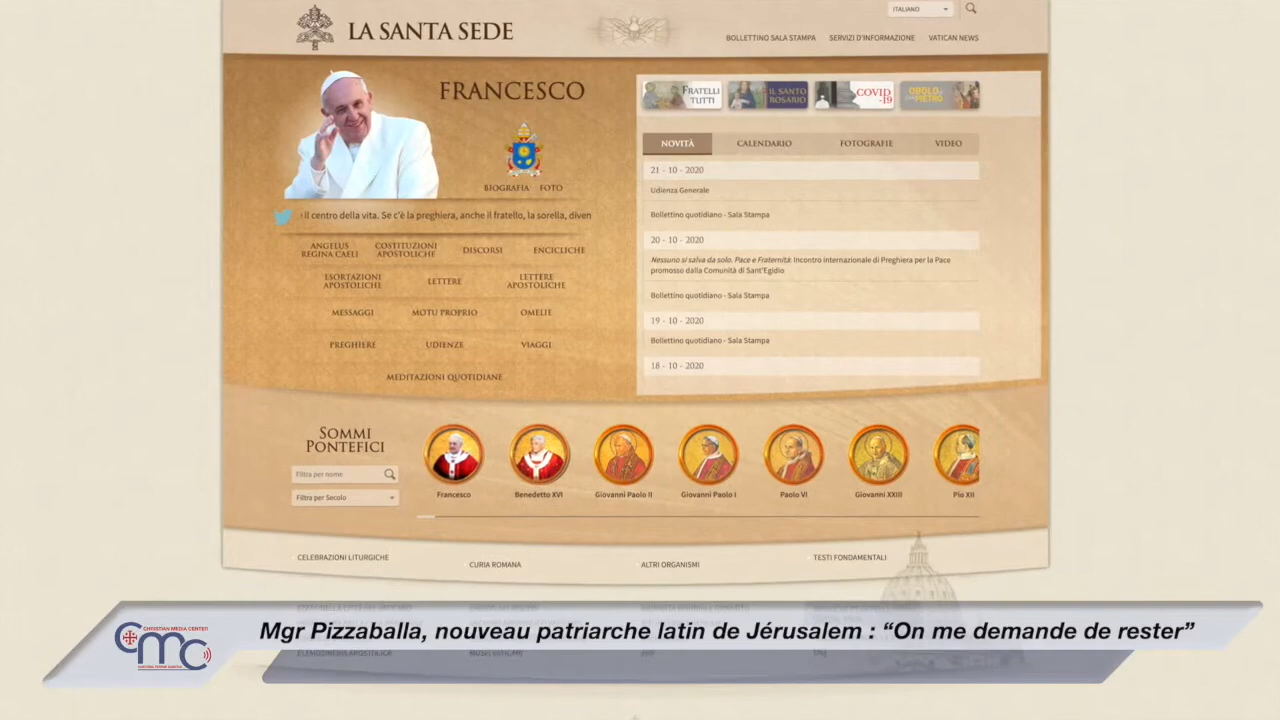 LA SANTA SEDE
ITALIANO
BOLLETTINO SALA STAMPA SERVIZI D'INFORMAZIONE VATICAN NEWS
FRANCESCO
BIOGRAFIA FOTO
il centro della vita. Se c'è la preghiera, anche il fratello, la sorella, diven
ANGELUS
REGINA CAELI
COSTITUZIONI
APOSTOLICHE
DISCORSI
ENCICLICHE
ESORTAZIONI
APOSTOLICHE
LETTERE
LETTERE
APOSTOLICHE
MESSAGGI
MOTU PROPRIO
OMELIE
PREGHIERE
UDIENZE
VIAGGI
MEDITAZIONI QUOTIDIANE
FRATELLI
TUTTI
IL SANTO
ROSARIO
COVID
-19
OBOLO
PIETRO
NOVITÀ CALENDARIO FOTOGRAFIE VIDEO
21 - 10 - 2020
Udienza Generale
Bollettino quotidiano - Sala Stampa
20 - 10 - 2020
Nessuno si salva da solo. Pace e Fraternità: Incontro internazionale di Preghiera per la Pace
promosso dalla Comunità di Sant'Egidio
Bollettino quotidiano - Sala Stampa
19 - 10 - 2020
Bollettino quotidiano - Sala Stampa
18 - 10 - 2020
SOMMI
PONTEFICI
Filtra per nome
Filtra per Secolo
Francesco Benedetto XVI Giovanni Paolo II Giovanni Paolo I Paolo VI Giovanni XXIII Pio XII
CELEBRAZIONI LITURGICHE
CURIA ROMANA
ALTRI ORGANISMI
TESTI FONDAMENTALI
CHRISTIAN MEDIA CENTER
CMC
Mgr Pizzaballa, nouveau patriarche latin de Jérusalem : “On me demande de rester”